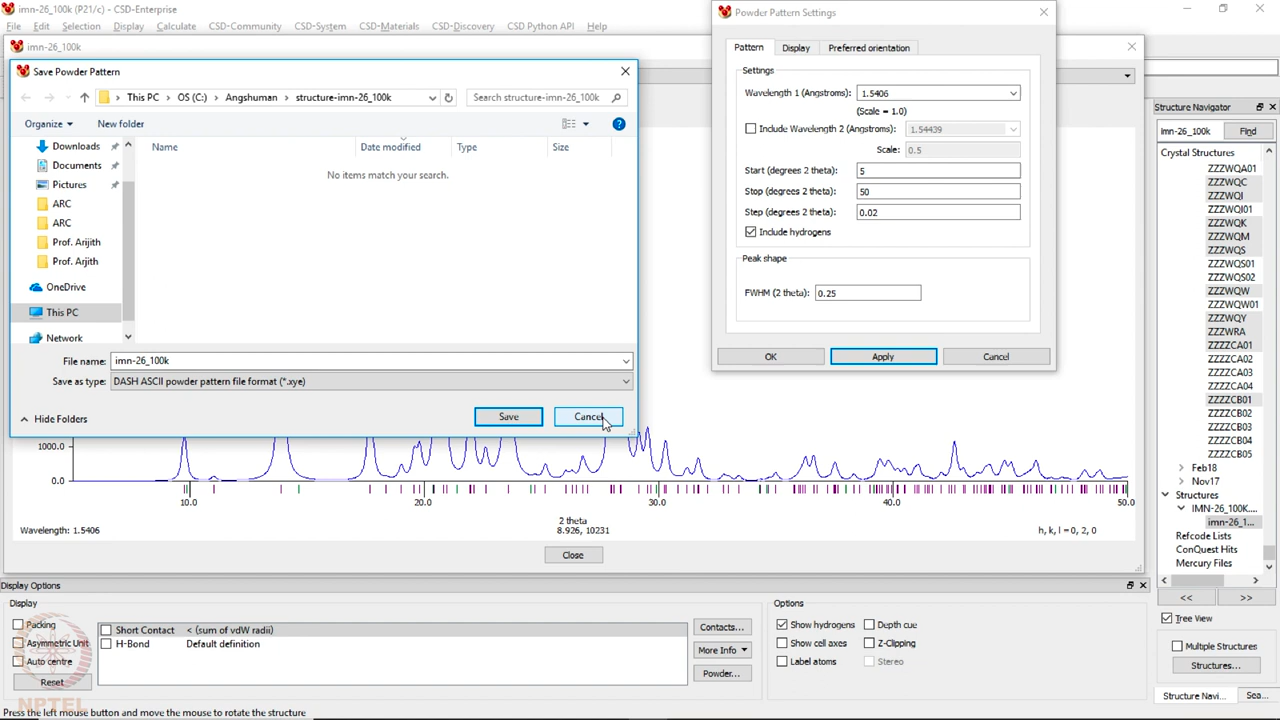 imn-26_100k (P21/c) - CSD-Enterprise
File Edit Selection Display Calculate CSD-Community CSD-System CSD-Materials CSD-Discovery CSD Python API Help
imn-26_100k
Save Powder Pattern
This PC OS (C:) Angshuman structure-imn-26_100k
Search structure-imn-26_100k
Organize New folder
Downloads
Documents
Pictures
ARC
ARC
Prof. Arijith
Prof. Arjith
OneDrive
This PC
Network
Name Date modified Type Size
No items match your search.
File name: imn-26_100k
Save as type: DASH ASCII powder pattern file format (*.xye)
Hide Folders
Save Cancel
Powder Pattern Settings
Pattern Display Preferred orientation
Settings
Wavelength 1 (Angstroms): 1.5406
(Scale = 1.0)
Include Wavelength 2 (Angstroms): 1.54439
Scale: 0.5
Start (degrees 2 theta): 5
Stop (degrees 2 theta): 50
Step (degrees 2 theta): 0.02
Include hydrogens
Peak shape
FWHM (2 theta): 0.25
OK Apply Cancel
1000.0
0.0
10.0 20.0 30.0 40.0 50.0
2 theta
Wavelength: 1.5406
8.926, 10231
h, k, l = 0, 2, 0
Close
Structure Navigator
imn-26_100k Find
Crystal Structures
ZZZWQA01
ZZZWQC
ZZZWQI
ZZZWQI01
ZZZWQK
ZZZWQM
ZZZWQS
ZZZWQS01
ZZZWQS02
ZZZWQW
ZZZWQW01
ZZZWQY
ZZZWRA
ZZZZCA01
ZZZZCA02
ZZZZCA03
ZZZZCA04
ZZZZCB01
ZZZZCB02
ZZZZCB03
ZZZZCB04
ZZZZCB05
Feb18
Nov17
Structures
IMN-26_100K....
imn-26_1...
Refcode Lists
ConQuest Hits
Mercury Files
<< >>
Tree View
Multiple Structures
Structures...
Structure Navi... Sea...
Display Options
Display
Packing
Asymmetric Unit
Auto centre
Reset
Short Contact < (sum of vdW radii)
H-Bond Default definition
Contacts...
More Info
Powder...
Options
Show hydrogens Depth cue
Show cell axes Z-Clipping
Label atoms Stereo
NPTEL
Press the left mouse button and move the mouse to rotate the structure